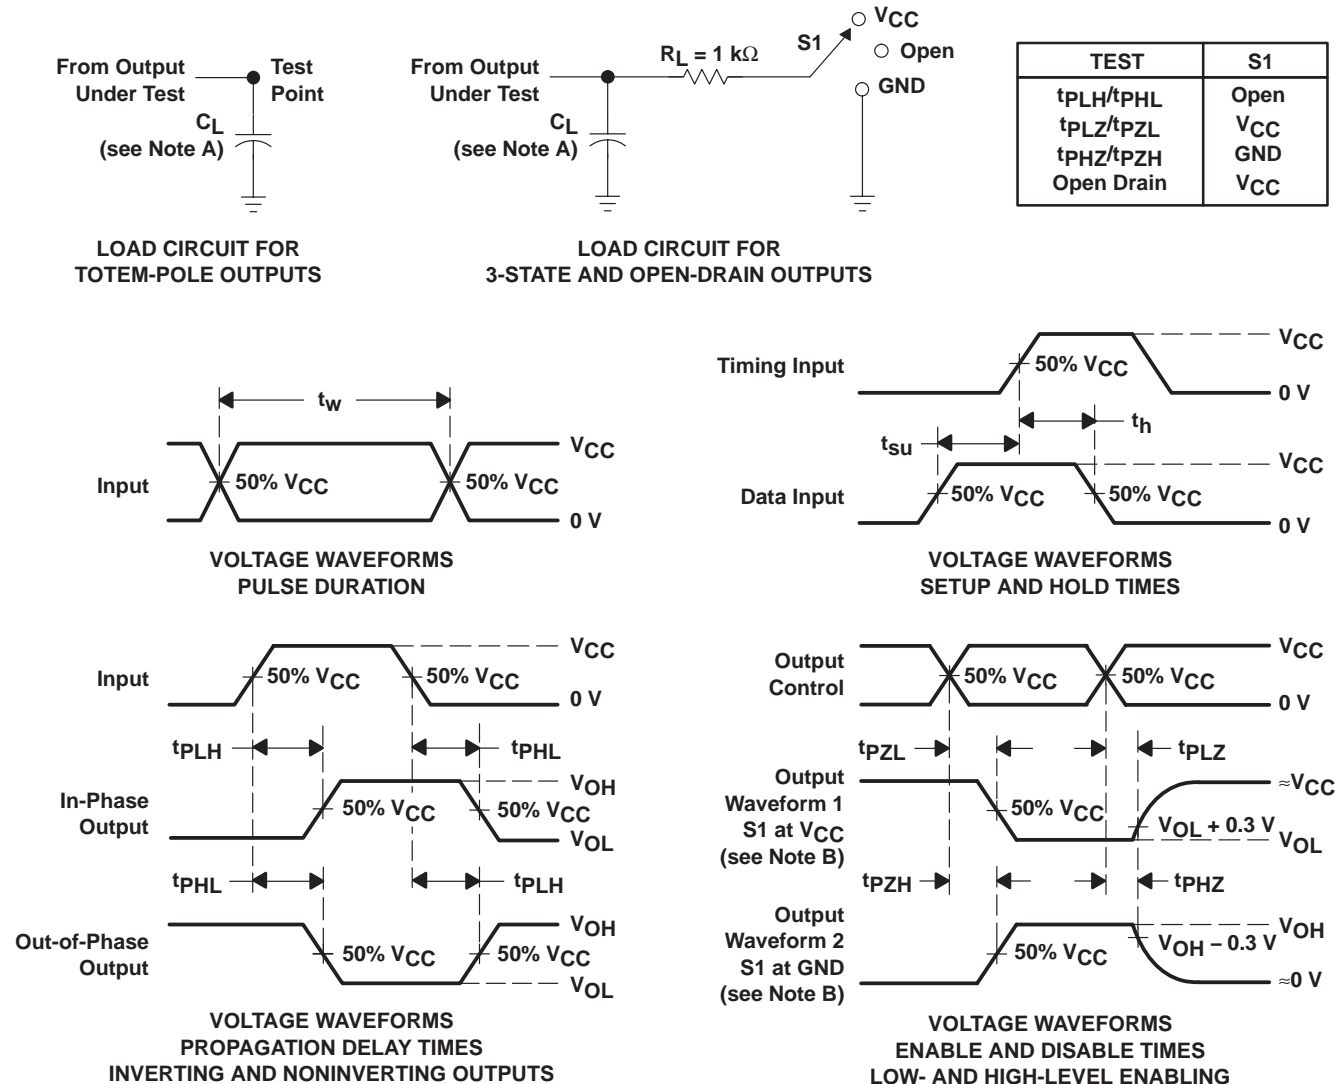 From Output
Under Test
Test
Point
CL
(see Note A)
LOAD CIRCUIT FOR
TOTEM-POLE OUTPUTS
From Output
Under Test
RL = 1 kΩ
S1
VCC
Open
GND
CL
(see Note A)
LOAD CIRCUIT FOR
3-STATE AND OPEN-DRAIN OUTPUTS
TEST S1
tPLH/tPHL Open
tPLZ/tPZL VCC
tPHZ/tPZH GND
Open Drain VCC
tw
Input
50% VCC
50% VCC
VCC
0 V
VOLTAGE WAVEFORMS
PULSE DURATION
Timing Input
50% VCC
VCC
0 V
tsu
th
Data Input
50% VCC
50% VCC
VCC
0 V
VOLTAGE WAVEFORMS
SETUP AND HOLD TIMES
Input
50% VCC
50% VCC
VCC
0 V
tPLH
tPHL
In-Phase
Output
50% VCC
50% VCC
VOH
VOL
tPHL
tPLH
Out-of-Phase
Output
50% VCC
50% VCC
VOH
VOL
VOLTAGE WAVEFORMS
PROPAGATION DELAY TIMES
INVERTING AND NONINVERTING OUTPUTS
Output
Control
50% VCC
50% VCC
VCC
0 V
tPZL
tPLZ
Output
Waveform 1
S1 at VCC
(see Note B)
50% VCC
VOL + 0.3 V
≈VCC
VOL
tPZH
tPHZ
Output
Waveform 2
S1 at GND
(see Note B)
50% VCC
VOH − 0.3 V
VOH
≈0 V
VOLTAGE WAVEFORMS
ENABLE AND DISABLE TIMES
LOW- AND HIGH-LEVEL ENABLING